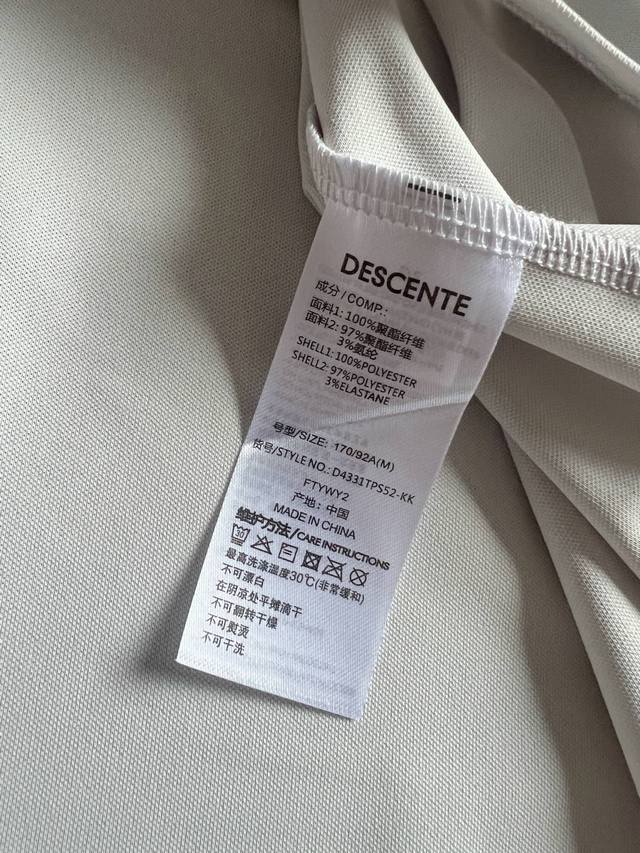 DESCENTE
成分/COMP.:
面料1: 100%聚酯纤维
面料2: 97%聚酯纤维
3%氨纶
SHELL1: 100%POLYESTER
SHELL2: 97%POLYESTER
3%ELASTANE
号型/SIZE: 170/92A(M)
货号/STYLE NO.: D4331TPS52-KK
FTYWY2
产地: 中国
MADE IN CHINA
维护方法/CARE INSTRUCTIONS
30
最高洗涤温度30℃(非常缓和)
不可漂白
在阴凉处平摊滴干
不可翻转干燥
不可熨烫
不可干洗